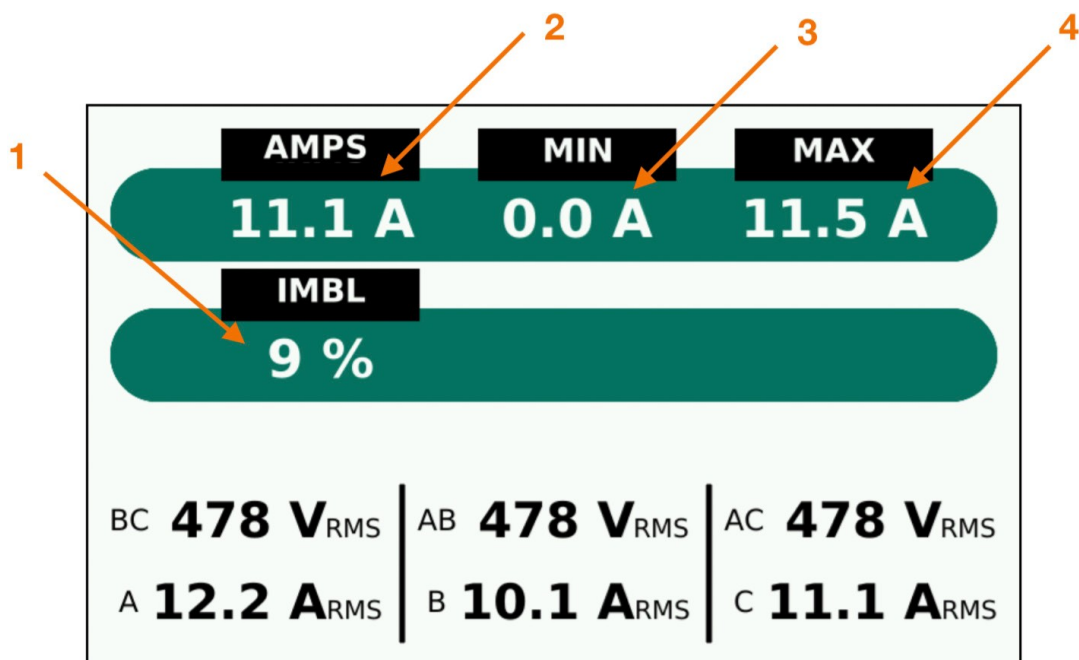 2 3 4
1
AMPS MIN MAX
11.1 A 0.0 A 11.5 A
IMBL
9 %
BC 478 VRMS AB 478 VRMS AC 478 VRMS
A 12.2 ARMS B 10.1 ARMS C 11.1 ARMS